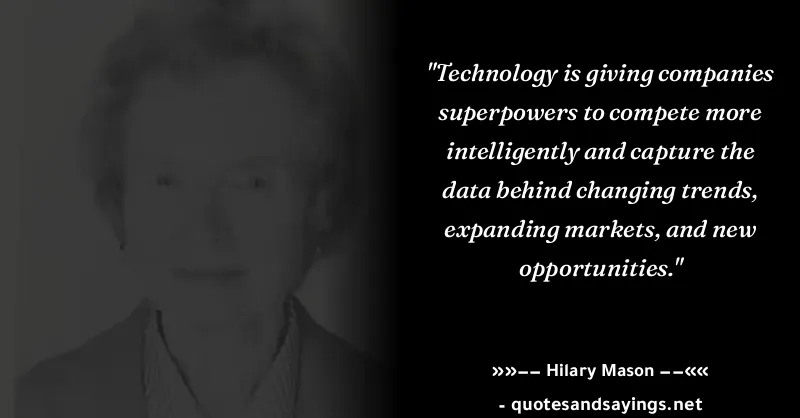 "Technology is giving companies
superpowers to compete more
intelligently and capture the
data behind changing trends,
expanding markets, and new
opportunities."
»»−− Hilary Mason −−««
- quotesandsayings.net